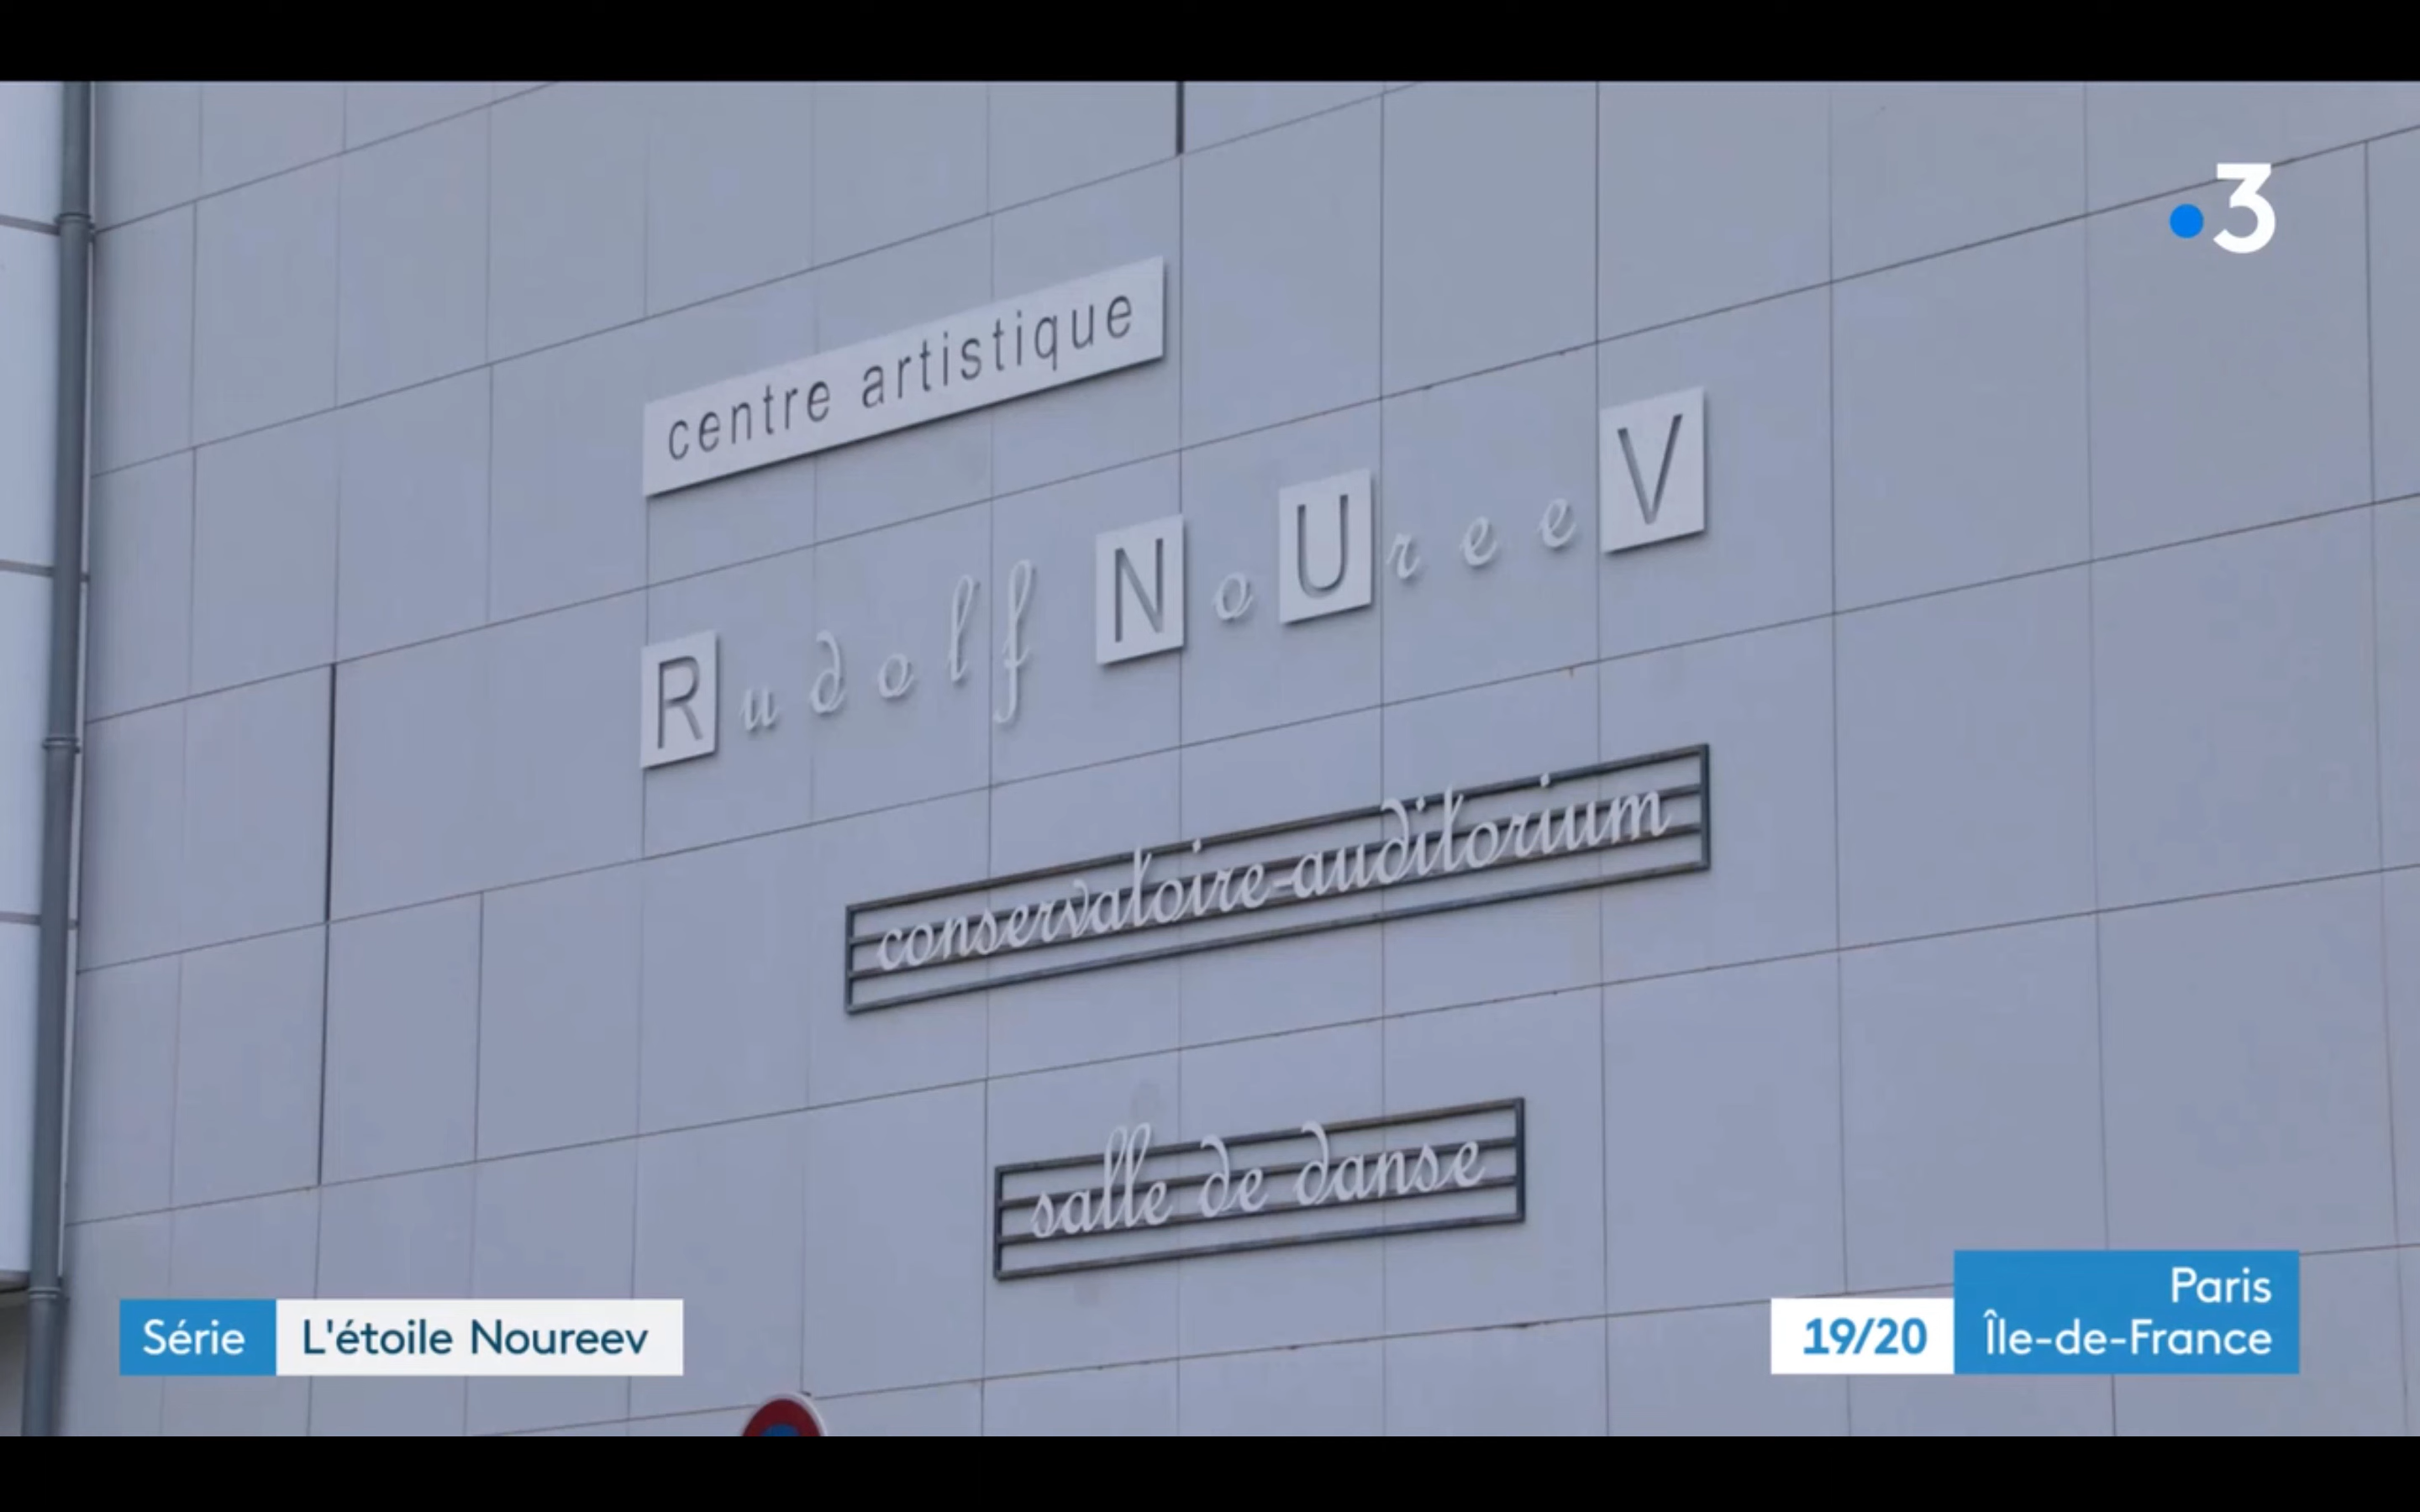 3
centre artistique
Rudolf NoUreeV
conservatoire-auditorium
salle de danse
Série L'étoile Noureev
19/20 Paris
Île-de-France